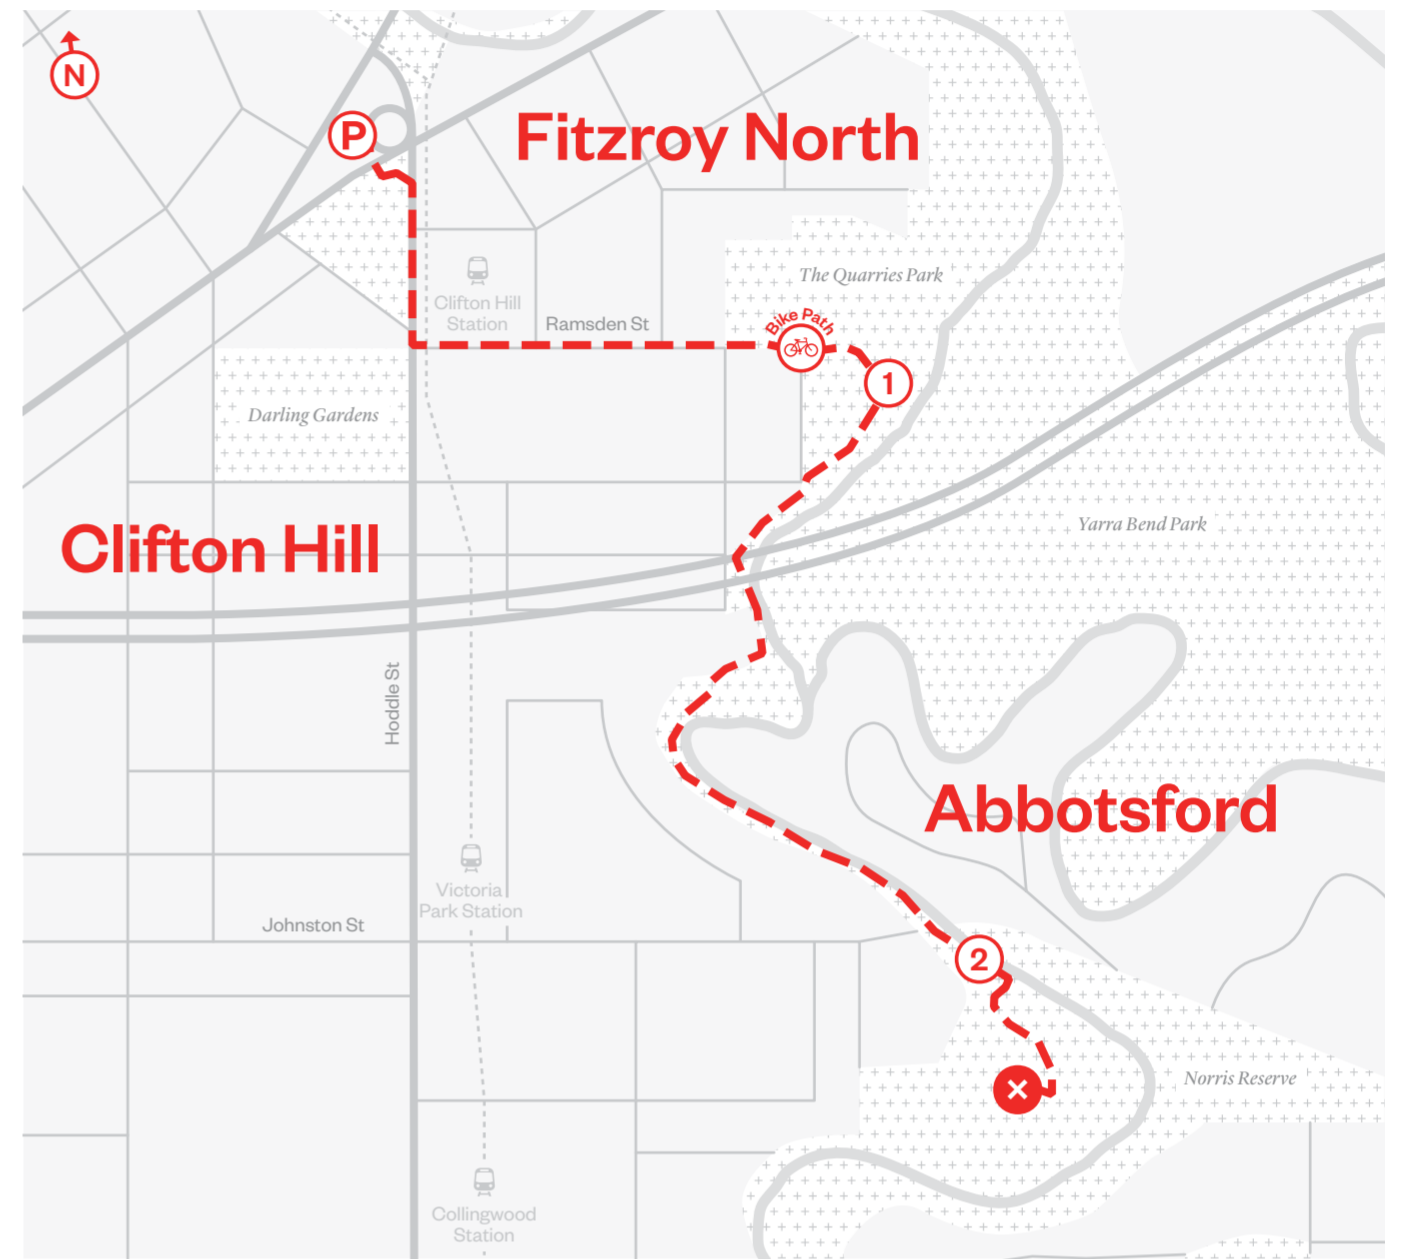 N
P
Fitzroy North
The Quarries Park
Clifton Hill
Station
Ramsden St
Bike Path
1
Darling Gardens
Clifton Hill
Yarra Bend Park
Hoddle St
Abbotsford
Victoria
Park Station
Johnston St
2
Norris Reserve
Collingwood
Station